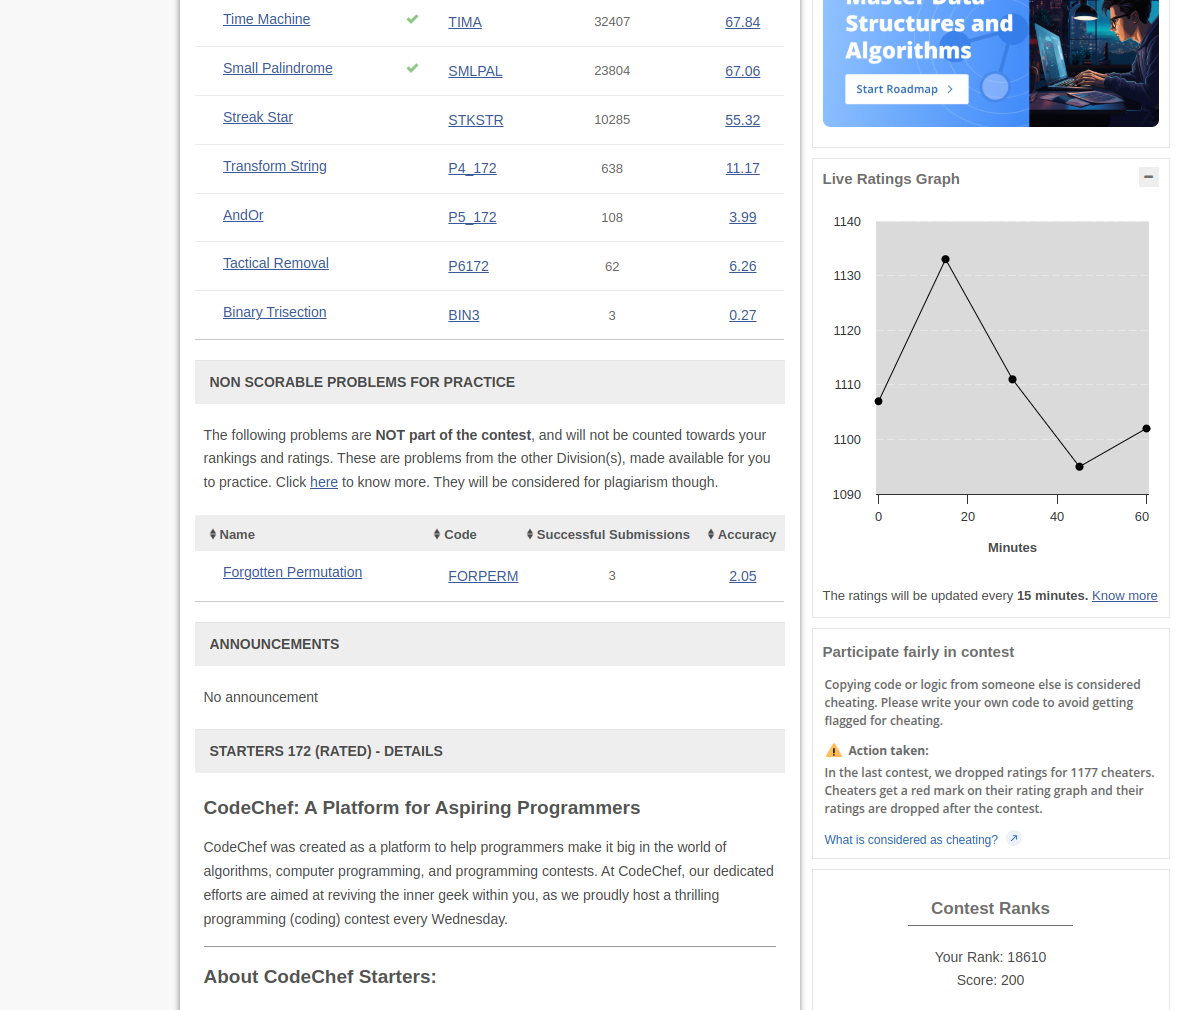 Time Machine TIMA 32407 67.84
Small Palindrome SMLPAL 23804 67.06
Streak Star STKSTR 10285 55.32
Transform String P4_172 638 11.17
AndOr P5_172 108 3.99
Tactical Removal P6172 62 6.26
Binary Trisection BIN3 3 0.27
NON SCORABLE PROBLEMS FOR PRACTICE
The following problems are NOT part of the contest, and will not be counted towards your
rankings and ratings. These are problems from the other Division(s), made available for you
to practice. Click here to know more. They will be considered for plagiarism though.
Name Code Successful Submissions Accuracy
Forgotten Permutation FORPERM 3 2.05
ANNOUNCEMENTS
No announcement
STARTERS 172 (RATED) - DETAILS
CodeChef: A Platform for Aspiring Programmers
CodeChef was created as a platform to help programmers make it big in the world of
algorithms, computer programming, and programming contests. At CodeChef, our dedicated
efforts are aimed at reviving the inner geek within you, as we proudly host a thrilling
programming (coding) contest every Wednesday.
About CodeChef Starters:
Master Data
Structures and
Algorithms
Start Roadmap
Live Ratings Graph
1140
1130
1120
1110
1100
1090
0 20 40 60
Minutes
The ratings will be updated every 15 minutes. Know more
Participate fairly in contest
Copying code or logic from someone else is considered
cheating. Please write your own code to avoid getting
flagged for cheating.
Action taken:
In the last contest, we dropped ratings for 1177 cheaters.
Cheaters get a red mark on their rating graph and their
ratings are dropped after the contest.
What is considered as cheating?
Contest Ranks
Your Rank: 18610
Score: 200